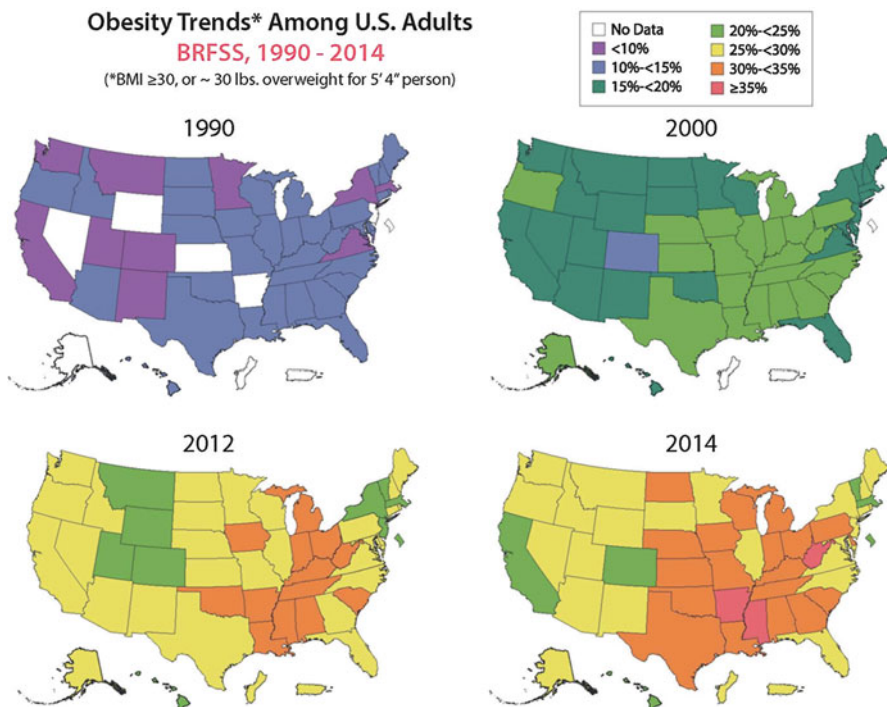 Obesity Trends* Among U.S. Adults
BRFSS, 1990 - 2014
(*BMI ≥30, or ~ 30 lbs. overweight for 5' 4" person)
No Data
<10%
10%-<15%
15%-<20%
20%-<25%
25%-<30%
30%-<35%
≥35%
1990
2000
2012
2014